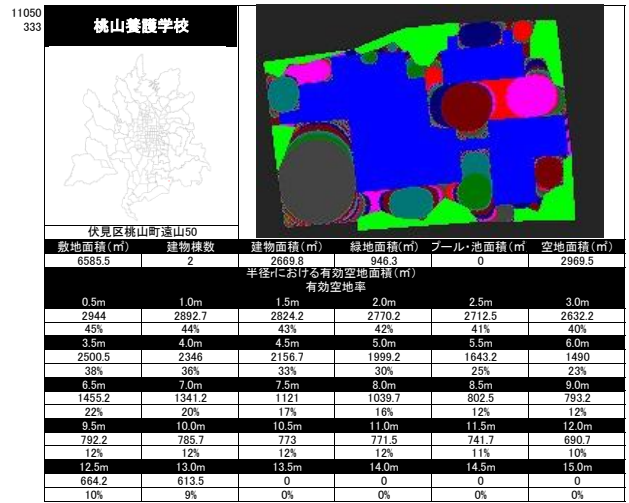 11050
333
桃山養護学校
伏見区桃山町遠山50
敷地面積(㎡) 建物棟数 建物面積(㎡) 緑地面積(㎡) プール・池面積(㎡ 空地面積(㎡)
6585.5 2 2669.8 946.3 0 2969.5
半径rにおける有効空地面積(㎡)
有効空地率
0.5m 1.0m 1.5m 2.0m 2.5m 3.0m
2944 2892.7 2824.2 2770.2 2712.5 2632.2
45% 44% 43% 42% 41% 40%
3.5m 4.0m 4.5m 5.0m 5.5m 6.0m
2500.5 2346 2156.7 1999.2 1643.2 1490
38% 36% 33% 30% 25% 23%
6.5m 7.0m 7.5m 8.0m 8.5m 9.0m
1455.2 1341.2 1121 1039.7 802.5 793.2
22% 20% 17% 16% 12% 12%
9.5m 10.0m 10.5m 11.0m 11.5m 12.0m
792.2 785.7 773 771.5 741.7 690.7
12% 12% 12% 12% 11% 10%
12.5m 13.0m 13.5m 14.0m 14.5m 15.0m
664.2 613.5 0 0 0 0
10% 9% 0% 0% 0% 0%